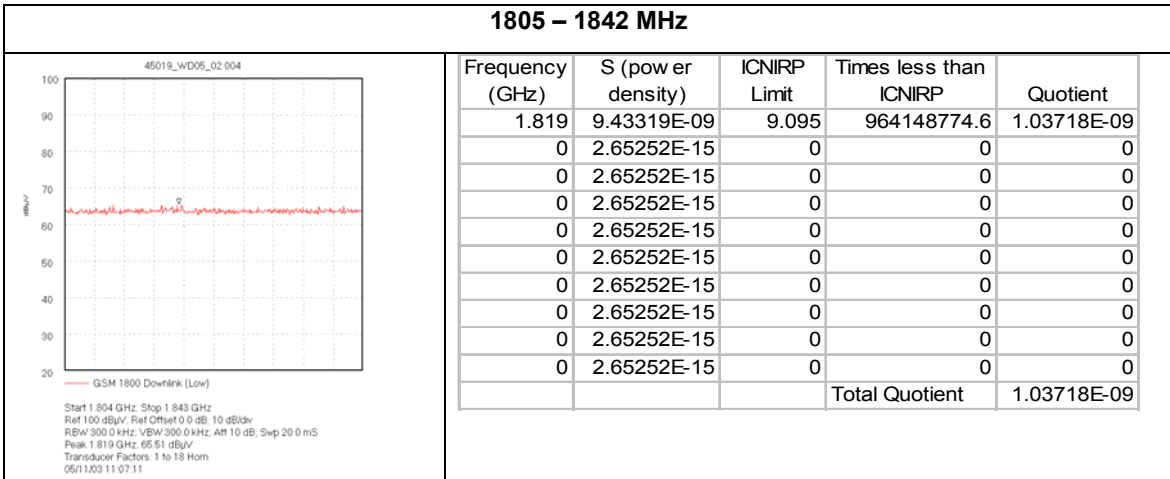 1805 – 1842 MHz
45019_WD05_02 004
100
90
80
70
60
50
40
30
20
dBµV
GSM 1800 Downlink (Low)
Start 1.804 GHz; Stop 1.843 GHz
Ref 100 dBµV; Ref Offset 0.0 dB; 10 dB/div
RBW 300.0 kHz; VBW 300.0 kHz; Att 10 dB; Swp 20.0 mS
Peak 1.819 GHz, 65.51 dBµV
Transducer Factors: 1 to 18 Horn
05/11/03 11:07:11
Frequency (GHz) S (pow er density) ICNIRP Limit Times less than ICNIRP Quotient
1.819 9.43319E-09 9.095 964148774.6 1.03718E-09
0 2.65252E-15 0 0 0
0 2.65252E-15 0 0 0
0 2.65252E-15 0 0 0
0 2.65252E-15 0 0 0
0 2.65252E-15 0 0 0
0 2.65252E-15 0 0 0
0 2.65252E-15 0 0 0
0 2.65252E-15 0 0 0
0 2.65252E-15 0 0 0
Total Quotient 1.03718E-09